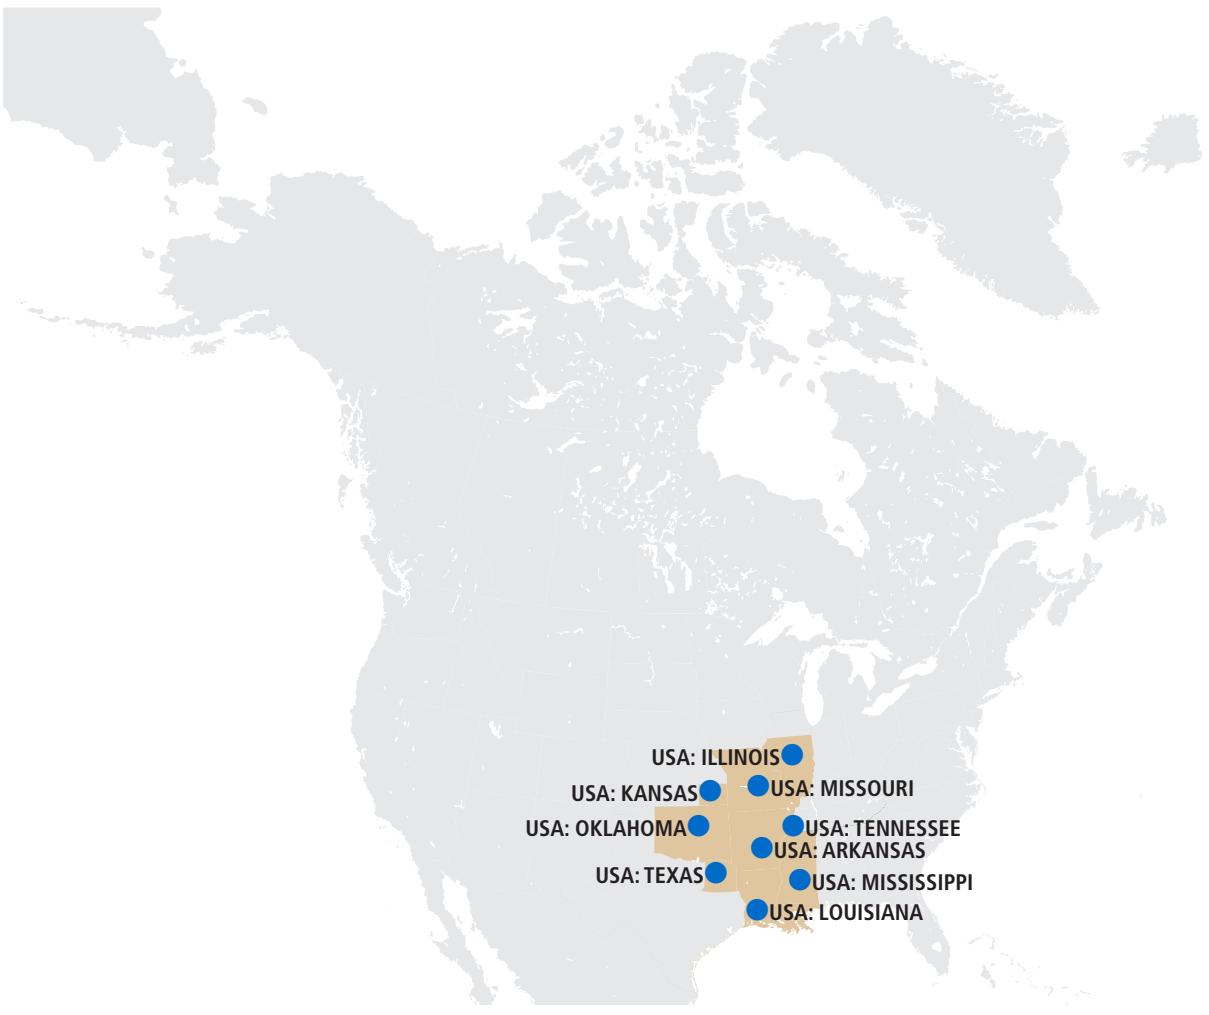 USA: ILLINOIS
USA: MISSOURI
USA: KANSAS
USA: OKLAHOMA
USA: TENNESSEE
USA: ARKANSAS
USA: TEXAS
USA: MISSISSIPPI
USA: LOUISIANA